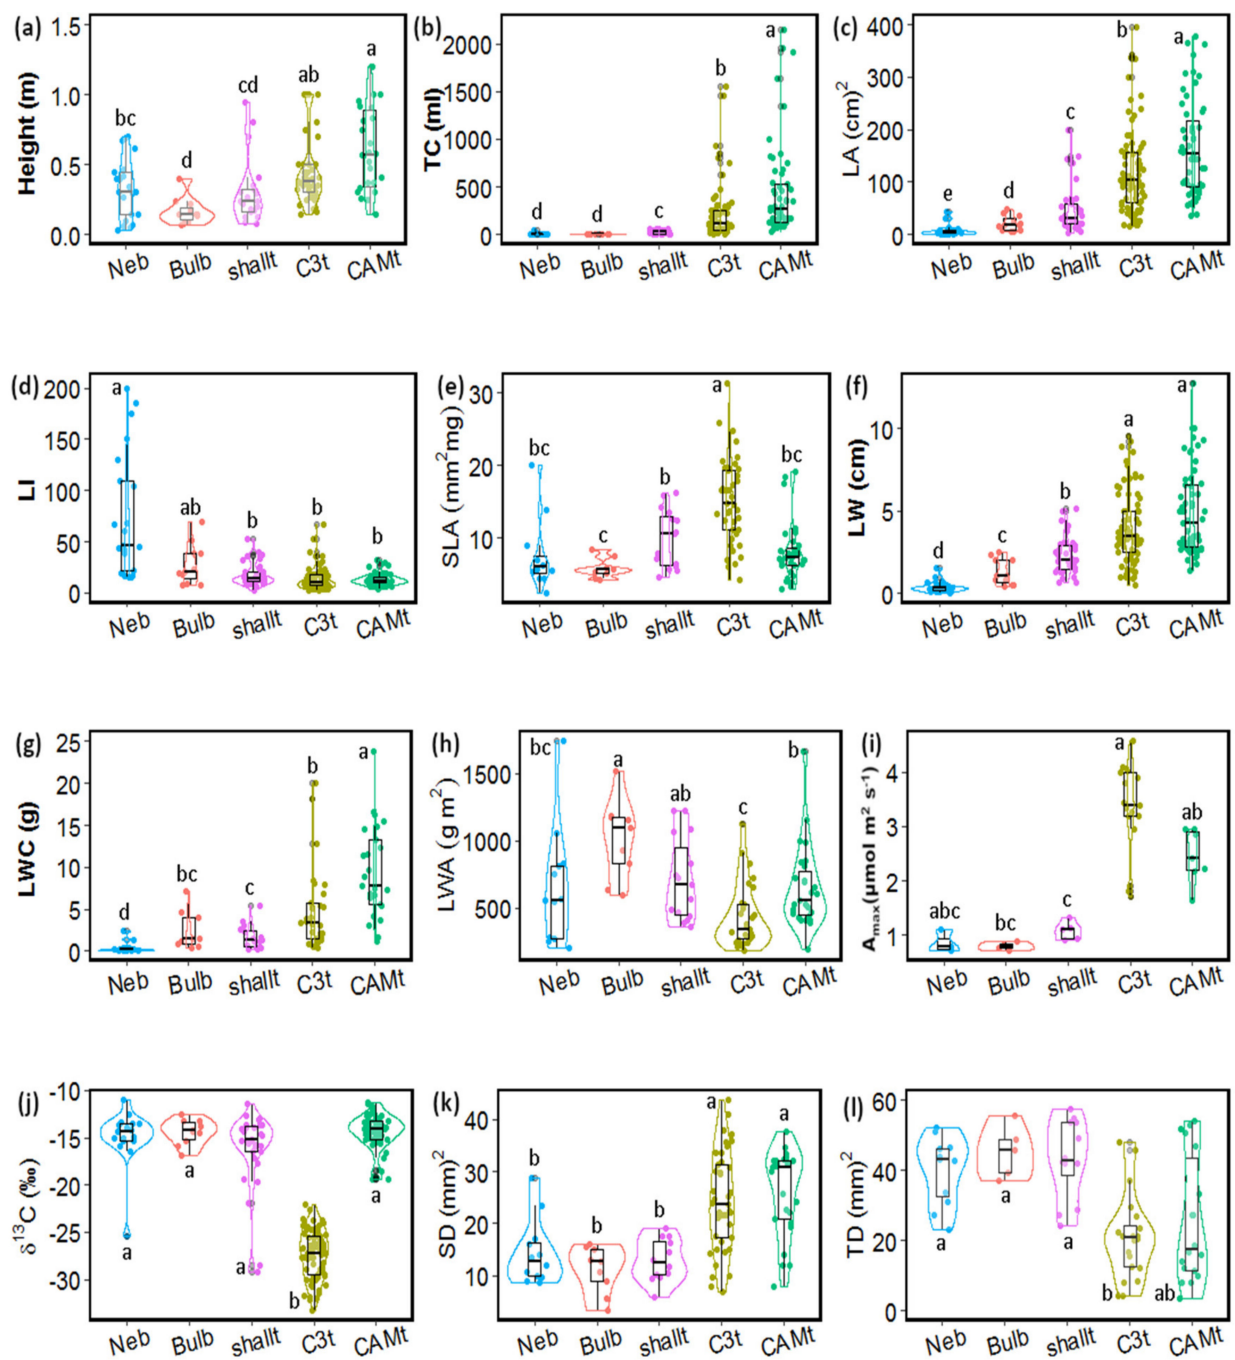 (a)
Height (m)
1.5
1.0
0.5
0.0
bc
d
cd
ab
a
Neb Bulb shallt C3t CAMt
(b)
TC (ml)
2000
1500
1000
500
0
d
d
c
b
a
Neb Bulb shallt C3t CAMt
(c)
LA (cm)²
400
300
200
100
0
e
d
c
b
a
Neb Bulb shallt C3t CAMt
(d)
LI
200
150
100
50
0
a
ab
b
b
b
Neb Bulb shallt C3t CAMt
(e)
SLA (mm²mg)
30
20
10
bc
c
b
a
bc
Neb Bulb shallt C3t CAMt
(f)
LW (cm)
10
5
0
d
c
b
a
a
Neb Bulb shallt C3t CAMt
(g)
LWC (g)
25
20
15
10
5
0
d
bc
c
b
a
Neb Bulb shallt C3t CAMt
(h)
LWA (g m²)
1500
1000
500
bc
a
ab
c
b
Neb Bulb shallt C3t CAMt
(i)
Amax(µmol m² s⁻¹)
4
3
2
1
abc
bc
c
a
ab
Neb Bulb shallt C3t CAMt
(j)
δ¹³C (‰)
-10
-15
-20
-25
-30
a
a
a
b
a
Neb Bulb shallt C3t CAMt
(k)
SD (mm)²
40
30
20
10
b
b
b
a
a
Neb Bulb shallt C3t CAMt
(l)
TD (mm)²
60
40
20
0
a
a
a
b
ab
Neb Bulb shallt C3t CAMt